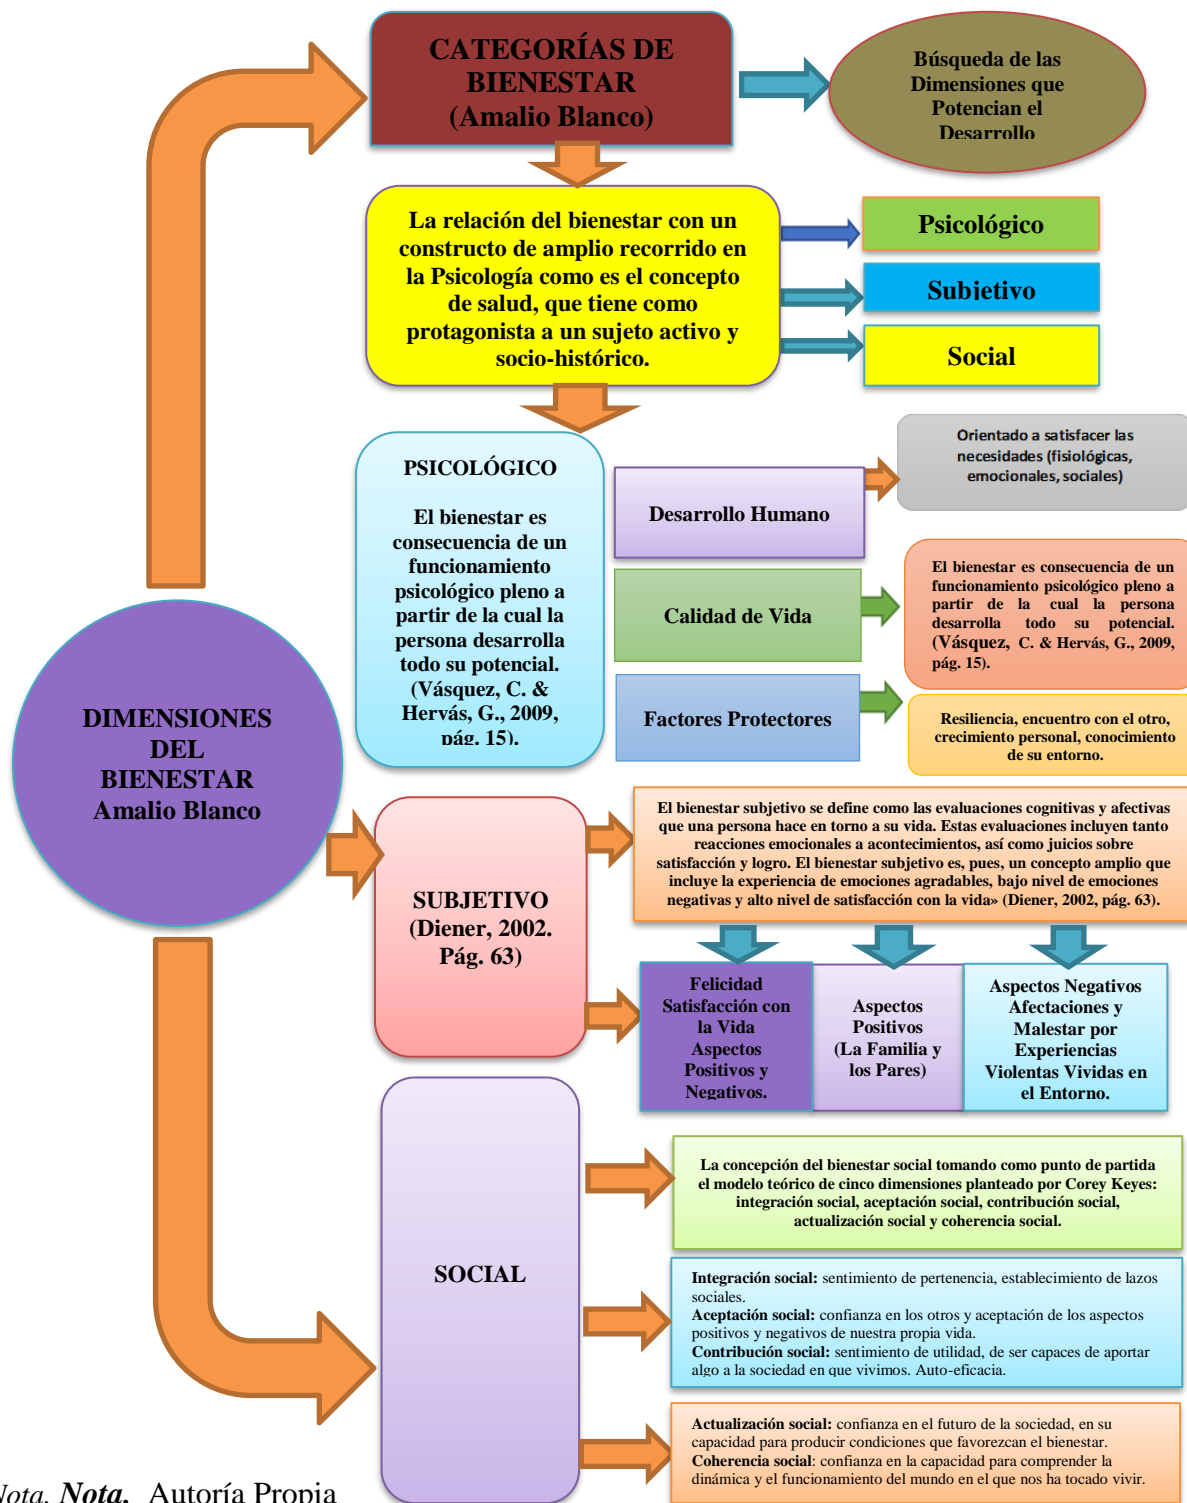 CATEGORÍAS DE
BIENESTAR
(Amalio Blanco)
Búsqueda de las
Dimensiones que
Potencian el
Desarrollo
La relación del bienestar con un
constructo de amplio recorrido en
la Psicología como es el concepto
de salud, que tiene como
protagonista a un sujeto activo y
socio-histórico.
Psicológico
Subjetivo
Social
PSICOLÓGICO
El bienestar es
consecuencia de un
funcionamiento
psicológico pleno a
partir de la cual la
persona desarrolla
todo su potencial.
(Vásquez, C. &
Hervás, G., 2009,
pág. 15).
Desarrollo Humano
Orientado a satisfacer las
necesidades (fisiológicas,
emocionales, sociales)
Calidad de Vida
El bienestar es consecuencia de un
funcionamiento psicológico pleno a
partir de la cual la persona
desarrolla todo su potencial.
(Vásquez, C. & Hervás, G., 2009,
pág. 15).
Factores Protectores
Resiliencia, encuentro con el otro,
crecimiento personal, conocimiento
de su entorno.
DIMENSIONES
DEL
BIENESTAR
Amalio Blanco
SUBJETIVO
(Diener, 2002.
Pág. 63)
El bienestar subjetivo se define como las evaluaciones cognitivas y afectivas
que una persona hace en torno a su vida. Estas evaluaciones incluyen tanto
reacciones emocionales a acontecimientos, así como juicios sobre
satisfacción y logro. El bienestar subjetivo es, pues, un concepto amplio que
incluye la experiencia de emociones agradables, bajo nivel de emociones
negativas y alto nivel de satisfacción con la vida» (Diener, 2002, pág. 63).
Felicidad
Satisfacción con
la Vida
Aspectos
Positivos y
Negativos.
Aspectos
Positivos
(La Familia y
los Pares)
Aspectos Negativos
Afectaciones y
Malestar por
Experiencias
Violentas Vividas en
el Entorno.
SOCIAL
La concepción del bienestar social tomando como punto de partida
el modelo teórico de cinco dimensiones planteado por Corey Keyes:
integración social, aceptación social, contribución social,
actualización social y coherencia social.
Integración social: sentimiento de pertenencia, establecimiento de lazos
sociales.
Aceptación social: confianza en los otros y aceptación de los aspectos
positivos y negativos de nuestra propia vida.
Contribución social: sentimiento de utilidad, de ser capaces de aportar
algo a la sociedad en que vivimos. Auto-eficacia.
Actualización social: confianza en el futuro de la sociedad, en su
capacidad para producir condiciones que favorezcan el bienestar.
Coherencia social: confianza en la capacidad para comprender la
dinámica y el funcionamiento del mundo en el que nos ha tocado vivir.
Nota. Nota. Autoría Propia